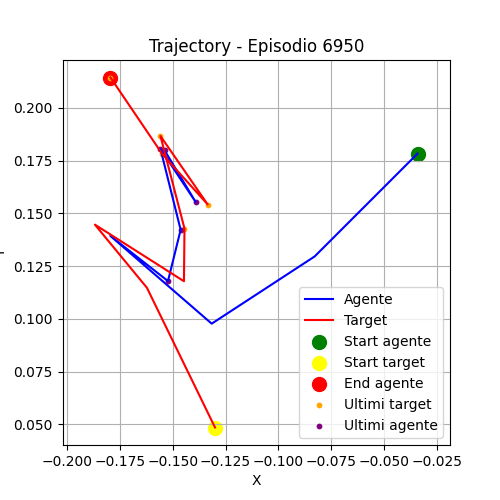 Trajectory - Episodio 6950
0.200
0.175
0.150
0.125
0.100
0.075
0.050
Agente
Target
Start agente
Start target
End agente
Ultimi target
Ultimi agente
−0.200 −0.175 −0.150 −0.125 −0.100 −0.075 −0.050 −0.025
X